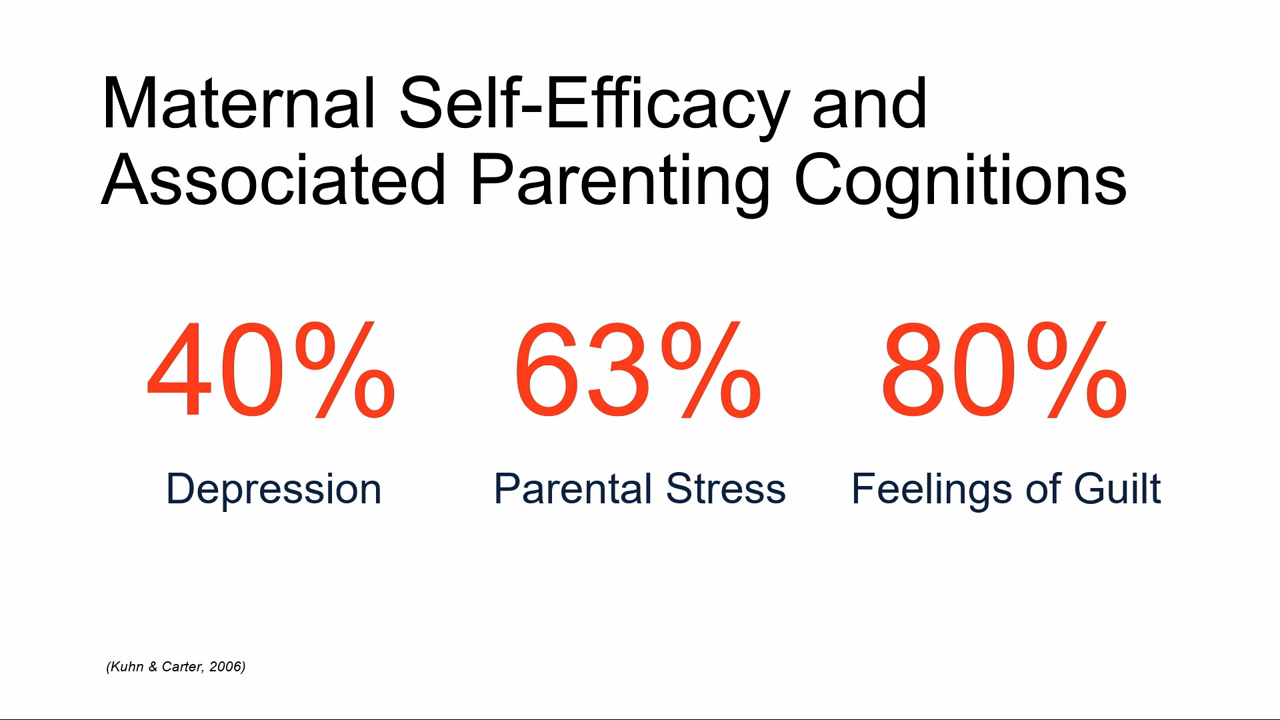 Maternal Self-Efficacy and
Associated Parenting Cognitions
40% 63% 80%
Depression Parental Stress Feelings of Guilt
(Kuhn & Carter, 2006)